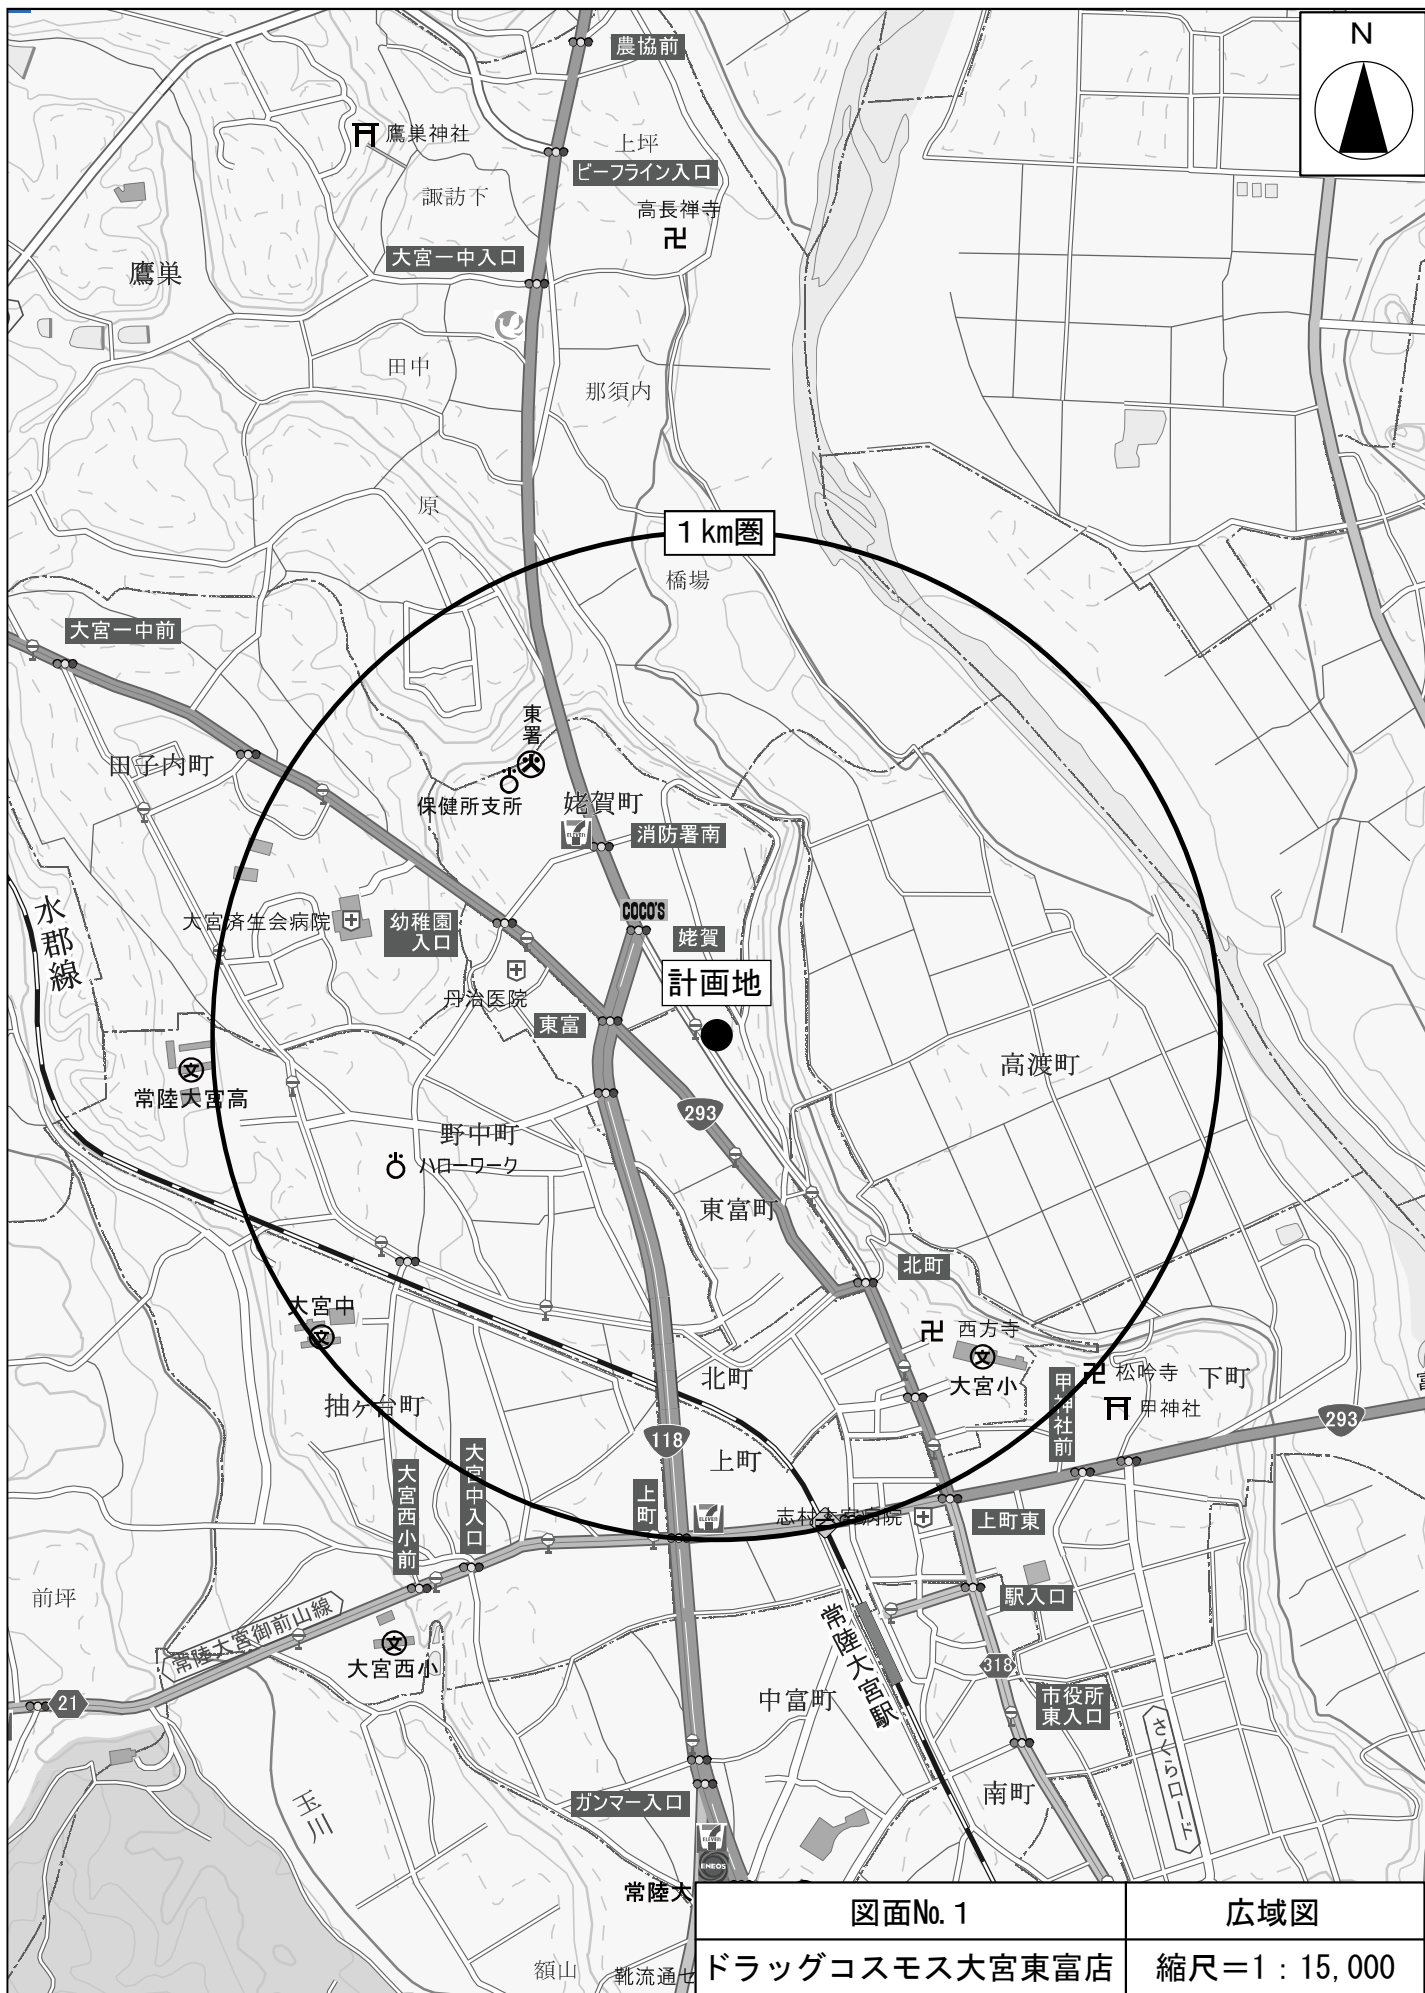 N
農協前
鷹巣神社
上坪
ビーフライン入口
諏訪下
高長禅寺
大宮一中入口
鷹巣
田中
那須内
原
1km圏
橋場
大宮一中前
東署
田子内町
保健所支所
姥賀町
消防署南
水郡線
大宮済生会病院
幼稚園
入口
COCO'S
姥賀
計画地
丹治医院
東富
高渡町
常陸大宮高
293
野中町
ハローワーク
東富町
北町
大宮中
西方寺
大宮小
松吟寺
下町
甲神社
甲神社前
抽ヶ台町
北町
293
118
上町
大宮西小前
大宮中入口
上町
7 ELEVEn
志村大宮病院
上町東
前坪
常陸大宮御前山線
駅入口
常陸大宮駅
大宮西小
318
21
中富町
市役所
東入口
さくらロード
玉川
ガンマー入口
南町
7 ELEVEn
ENEOS
常陸大
額山
靴流通セ
図面No.1
広域図
ドラッグコスモス大宮東富店
縮尺=1：15,000